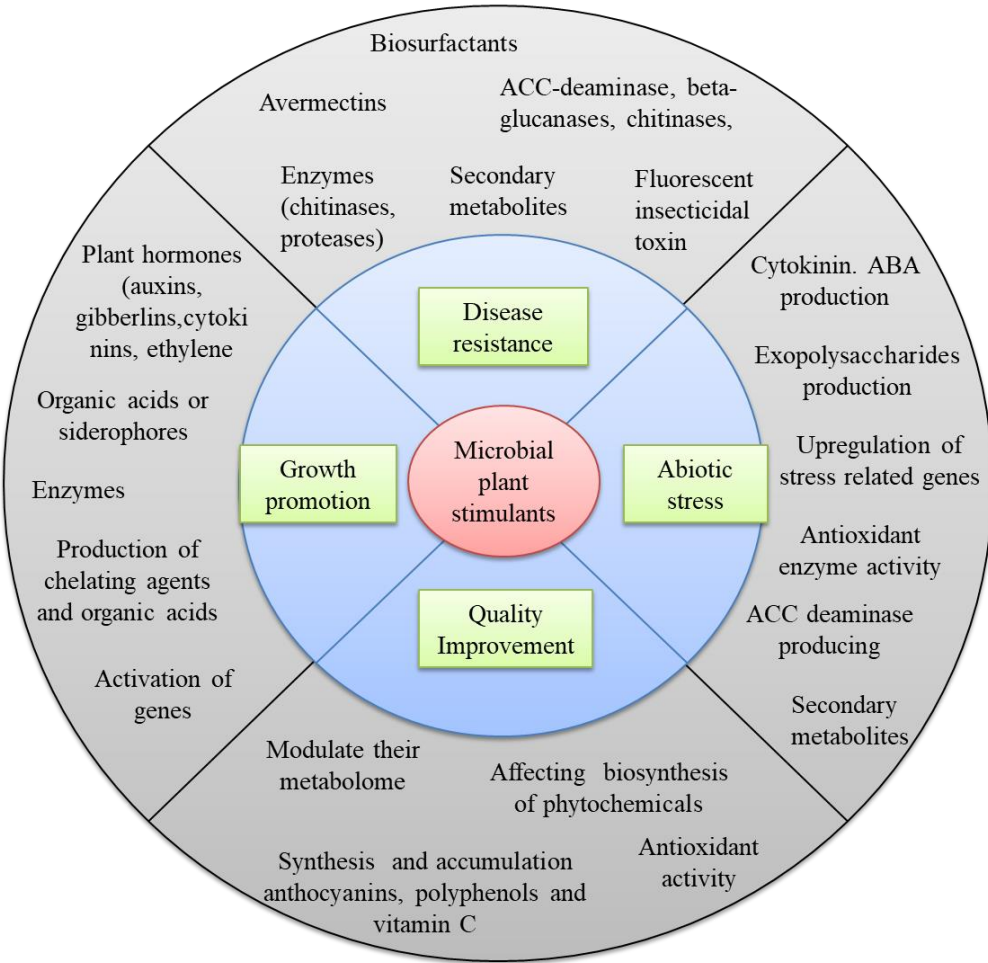 Biosurfactants
Avermectins
ACC-deaminase, beta-
glucanases, chitinases,
Enzymes
(chitinases,
proteases)
Secondary
metabolites
Fluorescent
insecticidal
toxin
Plant hormones
(auxins,
gibberlins,cytoki
nins, ethylene
Organic acids or
siderophores
Enzymes
Production of
chelating agents
and organic acids
Activation of
genes
Disease
resistance
Growth
promotion
Microbial
plant
stimulants
Abiotic
stress
Quality
Improvement
Cytokinin. ABA
production
Exopolysaccharides
production
Upregulation of
stress related genes
Antioxidant
enzyme activity
ACC deaminase
producing
Secondary
metabolites
Modulate their
metabolome
Affecting biosynthesis
of phytochemicals
Synthesis and accumulation
anthocyanins, polyphenols and
vitamin C
Antioxidant
activity